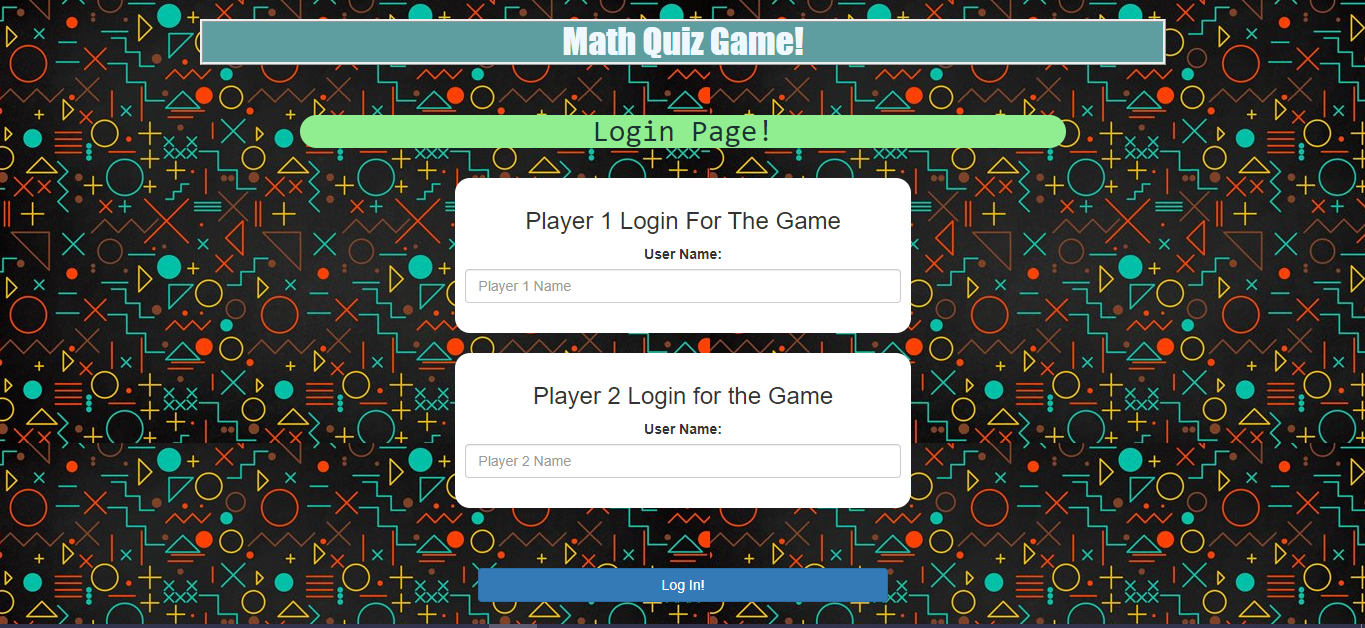 Math Quiz Game!
Login Page!
Player 1 Login For The Game
User Name:
Player 1 Name
Player 2 Login for the Game
User Name:
Player 2 Name
Log In!